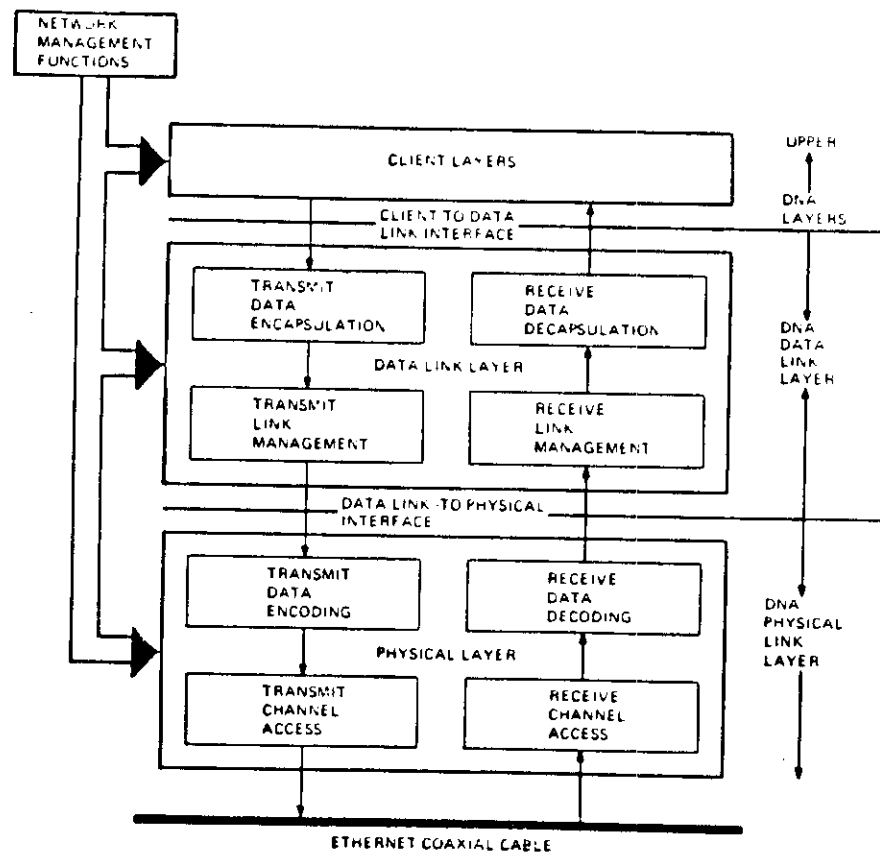 NETWORK
MANAGEMENT
FUNCTIONS
CLIENT LAYERS
UPPER
DNA
LAYERS
CLIENT TO DATA
LINK INTERFACE
TRANSMIT
DATA
ENCAPSULATION
RECEIVE
DATA
DECAPSULATION
DATA LINK LAYER
DNA
DATA
LINK
LAYER
TRANSMIT
LINK
MANAGEMENT
RECEIVE
LINK
MANAGEMENT
DATA LINK-TO PHYSICAL
INTERFACE
TRANSMIT
DATA
ENCODING
RECEIVE
DATA
DECODING
PHYSICAL LAYER
DNA
PHYSICAL
LINK
LAYER
TRANSMIT
CHANNEL
ACCESS
RECEIVE
CHANNEL
ACCESS
ETHERNET COAXIAL CABLE